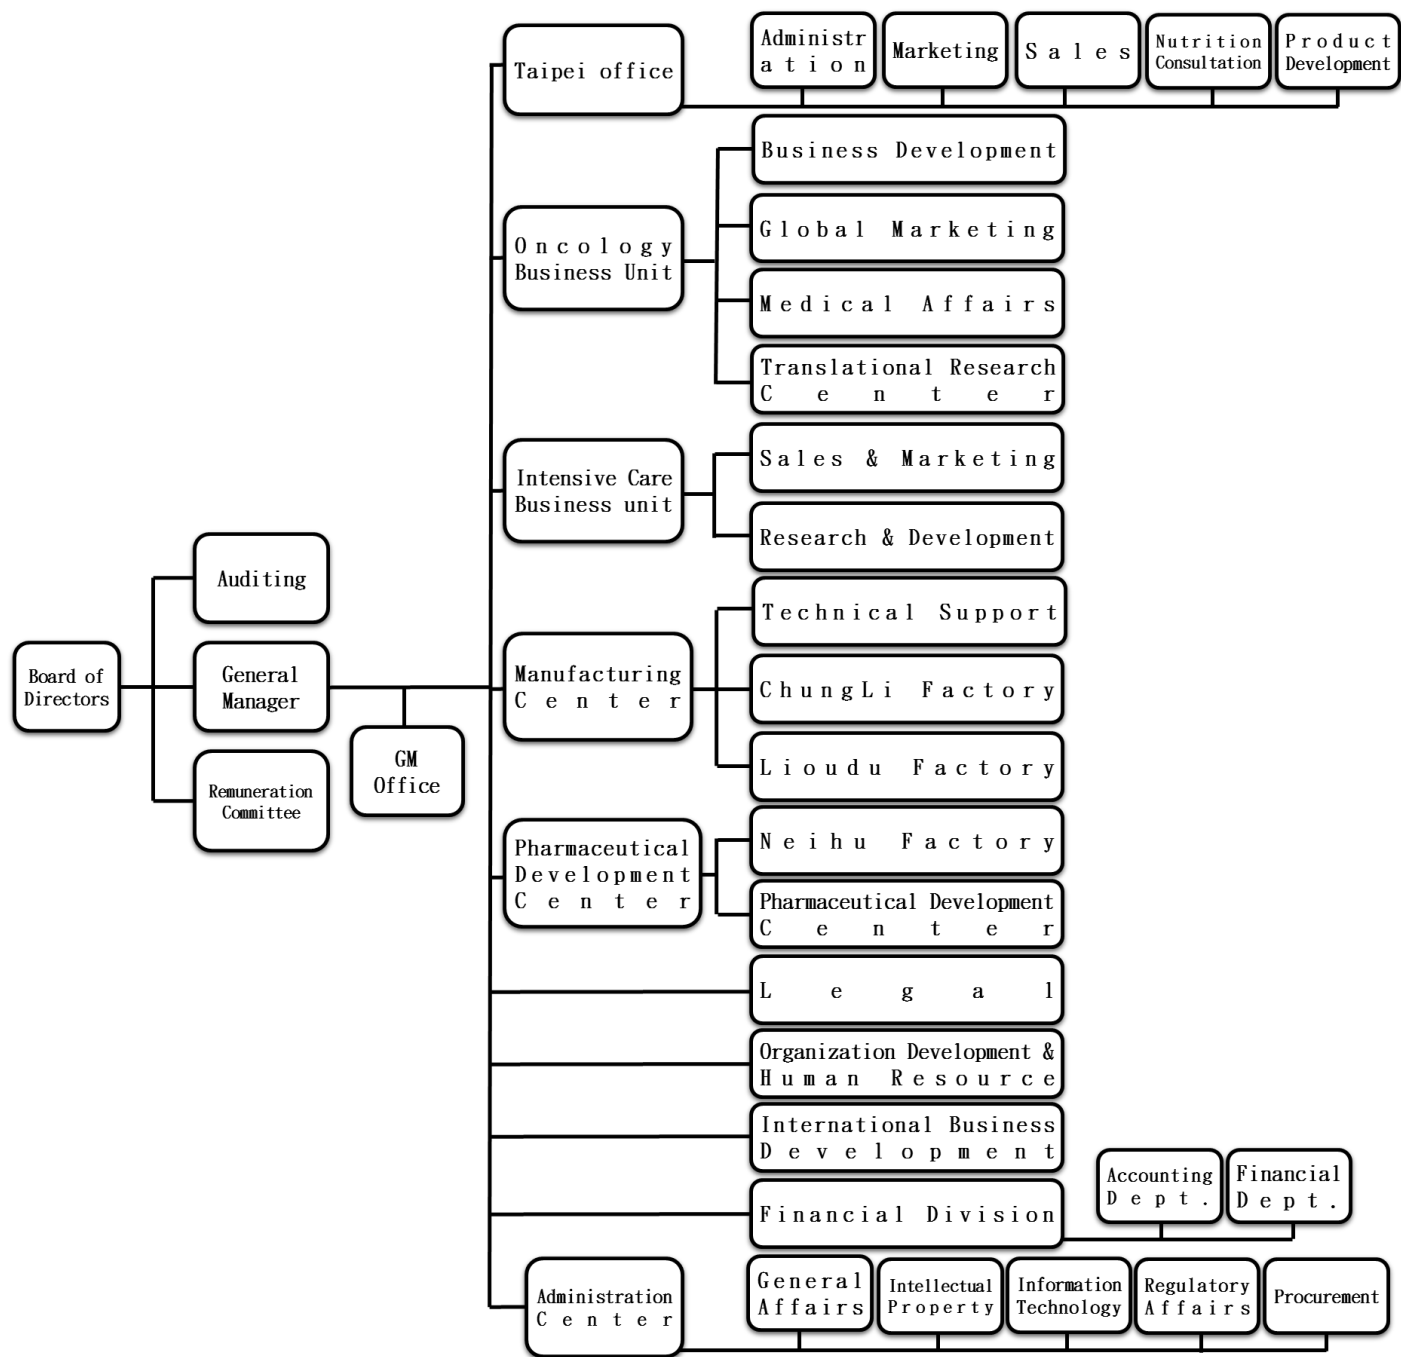 Taipei office
Administr
ation
Marketing
Sales
Nutrition
Consultation
Product
Development
Oncology
Business Unit
Business Development
Global Marketing
Medical Affairs
Translational Research
Center
Intensive Care
Business unit
Sales & Marketing
Research & Development
Board of
Directors
Auditing
General
Manager
Remuneration
Committee
GM
Office
Manufacturing
Center
Technical Support
ChungLi Factory
Lioudu Factory
Pharmaceutical
Development
Center
Neihu Factory
Pharmaceutical Development
Center
Legal
Organization Development &
Human Resource
International Business
Development
Financial Division
Accounting
Dept.
Financial
Dept.
Administration
Center
General
Affairs
Intellectual
Property
Information
Technology
Regulatory
Affairs
Procurement